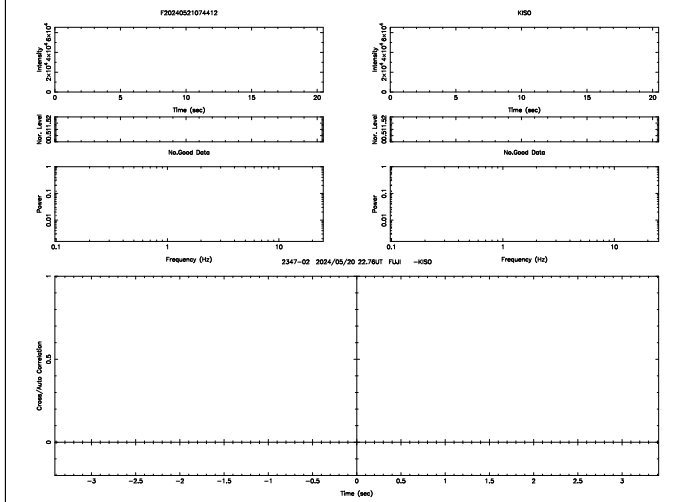 F20240521074412
KISO
Intensity
2×10⁴ 4×10⁴ 6×10⁴
0 5 10 15 20
Time (sec)
Intensity
2×10⁴ 4×10⁴ 6×10⁴
0 5 10 15 20
Time (sec)
Nor. Level
00.511.52
Nor. Level
00.511.52
No.Good Data
No.Good Data
Power
0.01 0.1 1
0.1 1 10
Frequency (Hz)
Power
0.01 0.1 1
0.1 1 10
Frequency (Hz)
2347-02 2024/05/20 22.76UT FUJI -KISO
Cross/Auto Correlation
0 0.5 1
-3 -2.5 -2 -1.5 -1 -0.5 0 0.5 1 1.5 2 2.5 3
Time (sec)